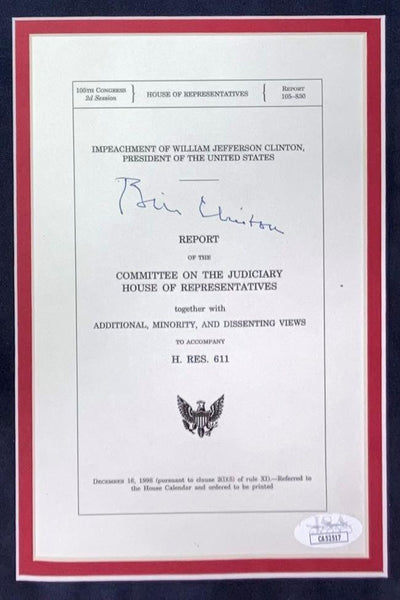 105TH CONGRESS
2d Session
HOUSE OF REPRESENTATIVES
REPORT
105–830
IMPEACHMENT OF WILLIAM JEFFERSON CLINTON,
PRESIDENT OF THE UNITED STATES
Bill Clinton
REPORT
OF THE
COMMITTEE ON THE JUDICIARY
HOUSE OF REPRESENTATIVES
together with
ADDITIONAL, MINORITY, AND DISSENTING VIEWS
TO ACCOMPANY
H. RES. 611
DECEMBER 16, 1998 (pursuant to clause 2(l)(5) of rule XI).—Referred to
the House Calendar and ordered to be printed